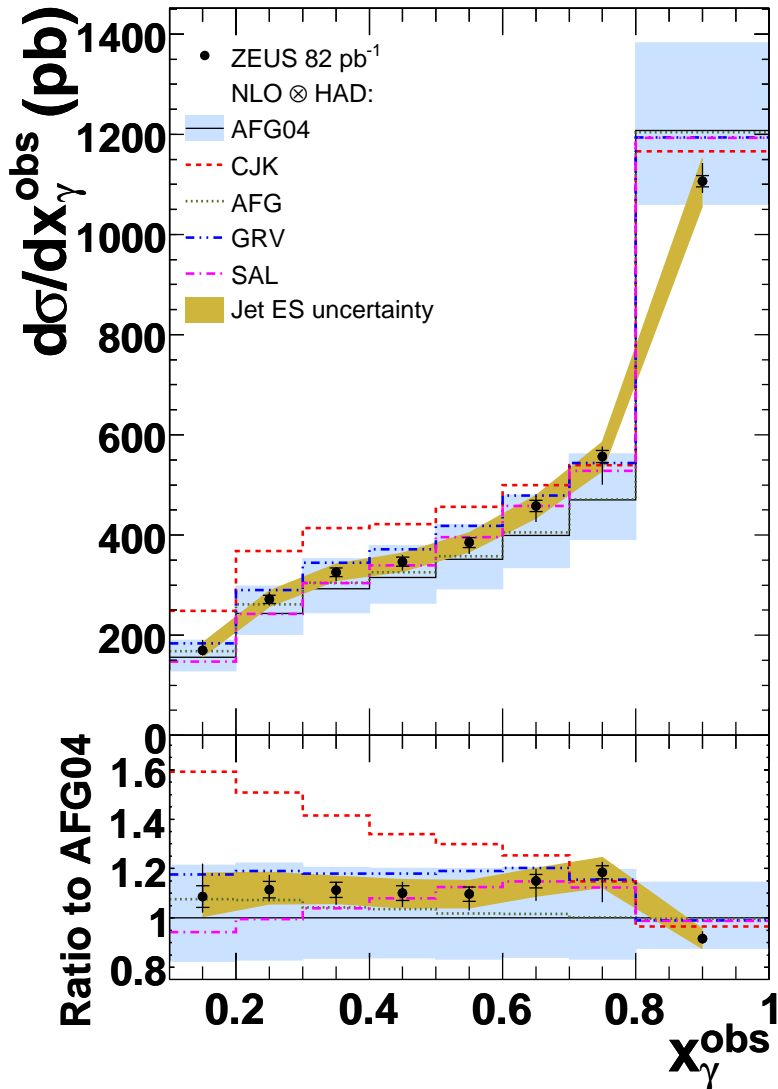 1400
1200
1000
800
600
400
200
0
dσ/dxγ^obs (pb)
ZEUS 82 pb^-1
NLO ⊗ HAD:
AFG04
CJK
AFG
GRV
SAL
Jet ES uncertainty
1.6
1.4
1.2
1
0.8
Ratio to AFG04
0.2 0.4 0.6 0.8 1
xγ^obs